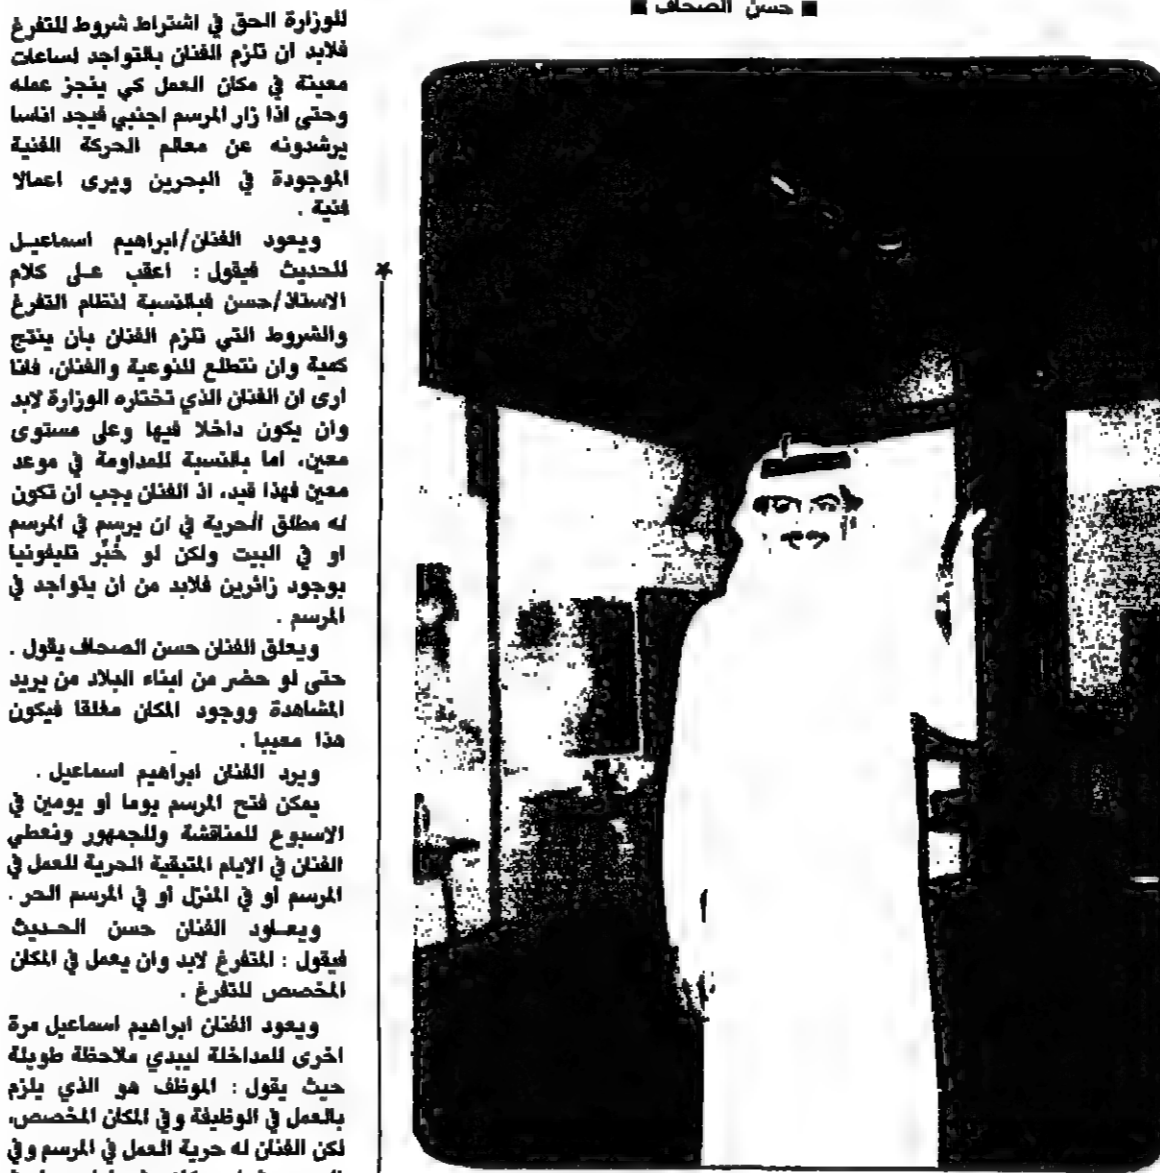 ■ حسن الصحاف ■
للوزارة الحق في اشتراط شروط للتفرغ
فلابد ان تلزم الفنان بالتواجد لساعات
معينة في مكان العمل كي ينجز عمله
وحتى اذا زار المرسم اجنبي فيجد اناسا
يرشدونه عن معالم الحركة الفنية
الموجودة في البحرين ويرى اعمالا
فنية .
ويعود الفنان/ابراهيم اسماعيل
للحديث فيقول : اعقب على كلام
الاستاذ/حسن فبالنسبة لنظام التفرغ
والشروط التي تلزم الفنان بأن ينتج
كمية وان نتطلع للنوعية والفنان، فانا
ارى ان الفنان الذي تختاره الوزارة لابد
وان يكون داخلا فيها وعلى مستوى
معين، اما بالنسبة للمداومة في موعد
معين فهذا قيد، اذ الفنان يجب ان تكون
له مطلق الحرية في ان يرسم في المرسم
او في البيت ولكن لو خُبِّر تليفونيا
بوجود زائرين فلابد من أن يتواجد في
المرسم .
ويعلق الفنان حسن الصحاف يقول .
حتى لو حضر من ابناء البلاد من يريد
المشاهدة ووجود المكان مغلقا فيكون
هذا معيبا .
ويرد الفنان ابراهيم اسماعيل .
يمكن فتح المرسم يوما أو يومين في
الاسبوع للمناقشة وللجمهور ونعطي
الفنان في الايام المتبقية الحرية للعمل في
المرسم أو في المنزل أو في المرسم الحر .
ويعاود الفنان حسن الحديث
فيقول : المتفرغ لابد وان يعمل في المكان
المخصص للتفرغ .
ويعود الفنان ابراهيم اسماعيل مرة
اخرى للمداخلة ليبدي ملاحظة طويلة
حيث يقول : الموظف هو الذي يلزم
بالعمل في الوظيفة وفي المكان المخصص،
لكن الفنان له حرية العمل في المرسم وفي